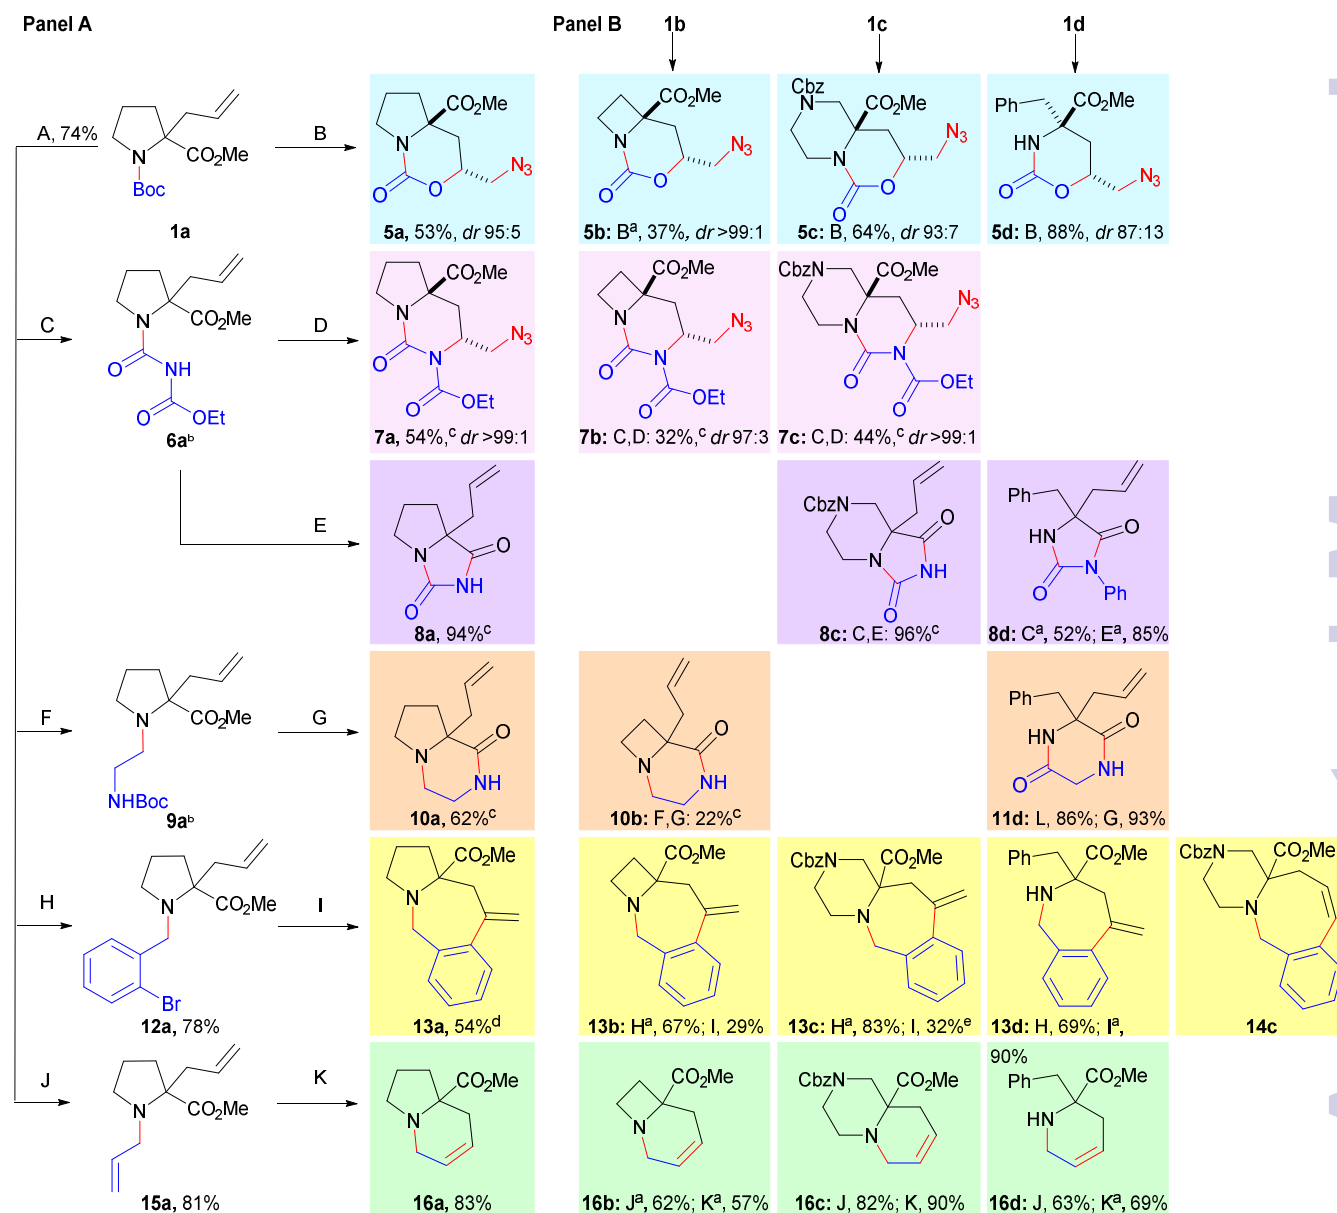 Panel A
Panel B
1b
1c
1d
A, 74%
N
Boc
CO₂Me
1a
B
CO₂Me
N
O
O
N₃
5a, 53%, dr 95:5
CO₂Me
N
O
O
N₃
5b: Bᵃ, 37%, dr >99:1
Cbz
N
CO₂Me
N
O
O
N₃
5c: B, 64%, dr 93:7
Ph
CO₂Me
HN
O
O
N₃
5d: B, 88%, dr 87:13
C
N
CO₂Me
O
NH
O
OEt
6aᵇ
D
CO₂Me
N
O
N
N₃
O
OEt
7a, 54%,ᶜ dr >99:1
CO₂Me
N
O
N
N₃
O
OEt
7b: C,D: 32%,ᶜ dr 97:3
CbzN
CO₂Me
N
O
N
N₃
O
OEt
7c: C,D: 44%,ᶜ dr >99:1
E
N
O
NH
O
8a, 94%ᶜ
CbzN
O
N
NH
O
8c: C,E: 96%ᶜ
Ph
HN
O
N
O
Ph
8d: Cᵃ, 52%; Eᵃ, 85%
F
N
CO₂Me
NHBoc
9aᵇ
G
N
O
NH
10a, 62%ᶜ
N
O
NH
10b: F,G: 22%ᶜ
Ph
HN
O
O
NH
11d: L, 86%; G, 93%
H
N
CO₂Me
Br
12a, 78%
I
CO₂Me
N
13a, 54%ᵈ
CO₂Me
N
13b: Hᵃ, 67%; I, 29%
CbzN
CO₂Me
N
13c: Hᵃ, 83%; I, 32%ᵉ
Ph
CO₂Me
HN
13d: H, 69%; Iᵃ,
90%
CbzN
CO₂Me
N
14c
J
N
CO₂Me
15a, 81%
K
CO₂Me
N
16a, 83%
CO₂Me
N
16b: Jᵃ, 62%; Kᵃ, 57%
CbzN
CO₂Me
N
16c: J, 82%; K, 90%
Ph
CO₂Me
HN
16d: J, 63%; Kᵃ, 69%